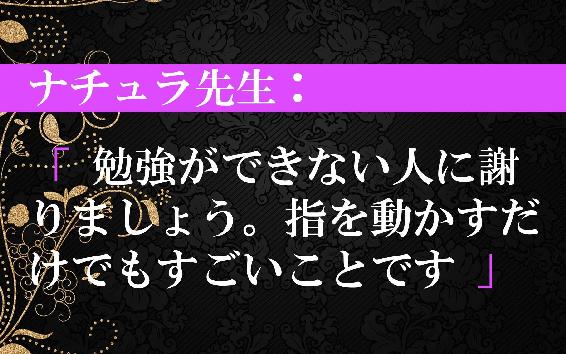 ナチュラ先生：
「 勉強ができない人に謝
りましょう。指を動かすだ
けでもすごいことです 」